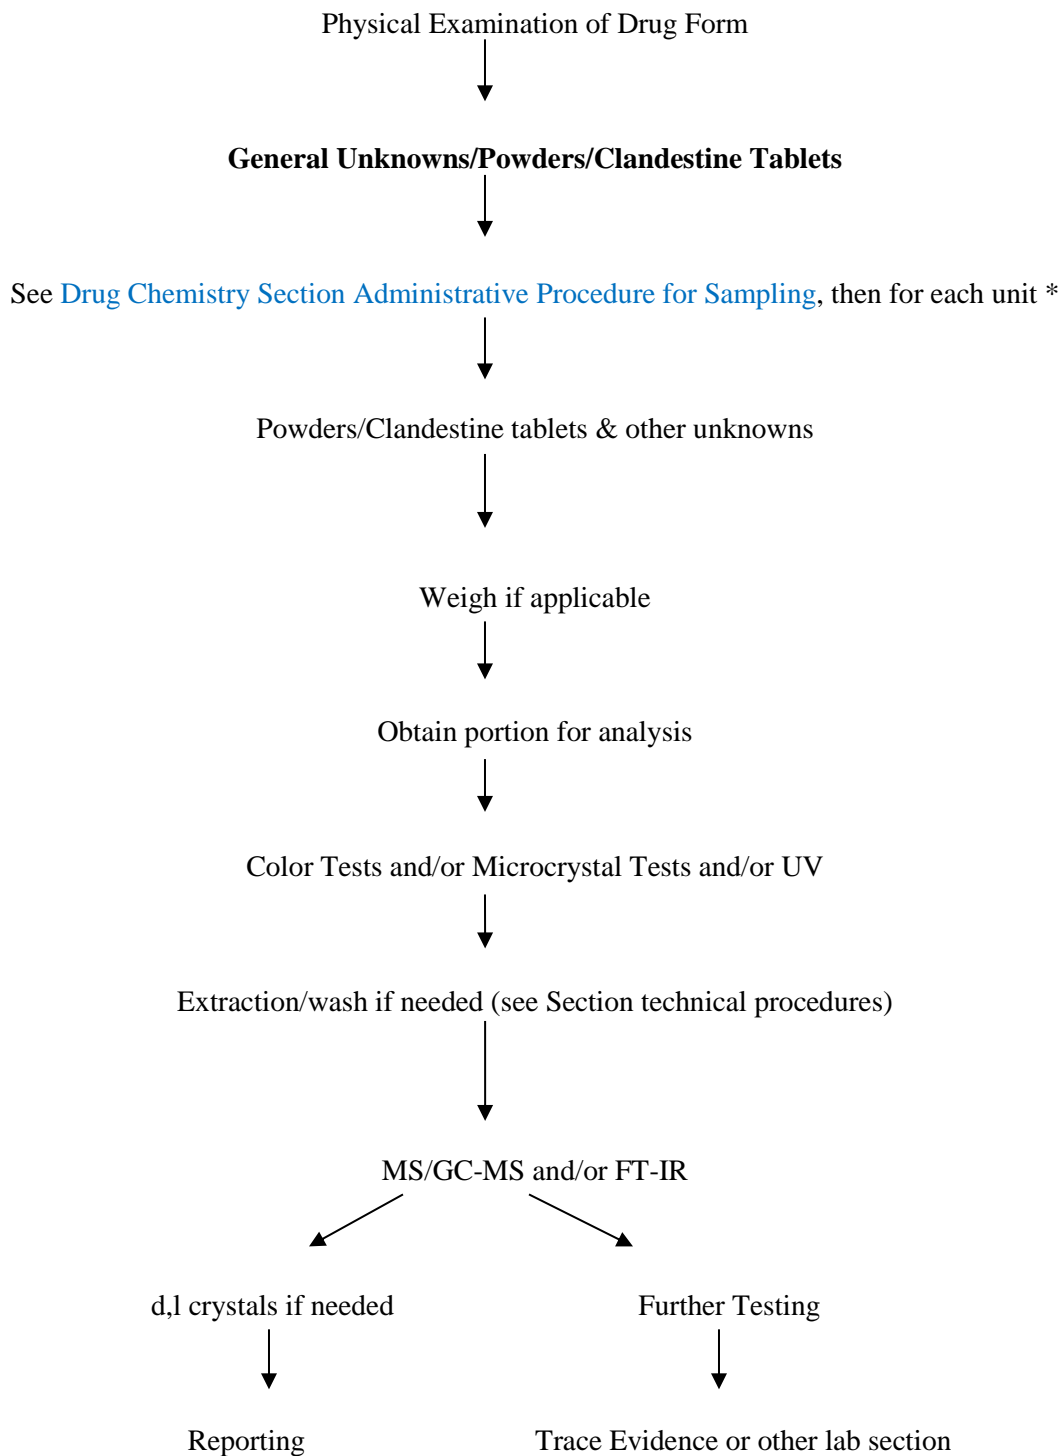 Physical Examination of Drug Form
General Unknowns/Powders/Clandestine Tablets
See Drug Chemistry Section Administrative Procedure for Sampling, then for each unit *
Powders/Clandestine tablets & other unknowns
Weigh if applicable
Obtain portion for analysis
Color Tests and/or Microcrystal Tests and/or UV
Extraction/wash if needed (see Section technical procedures)
MS/GC-MS and/or FT-IR
d,l crystals if needed
Further Testing
Reporting
Trace Evidence or other lab section